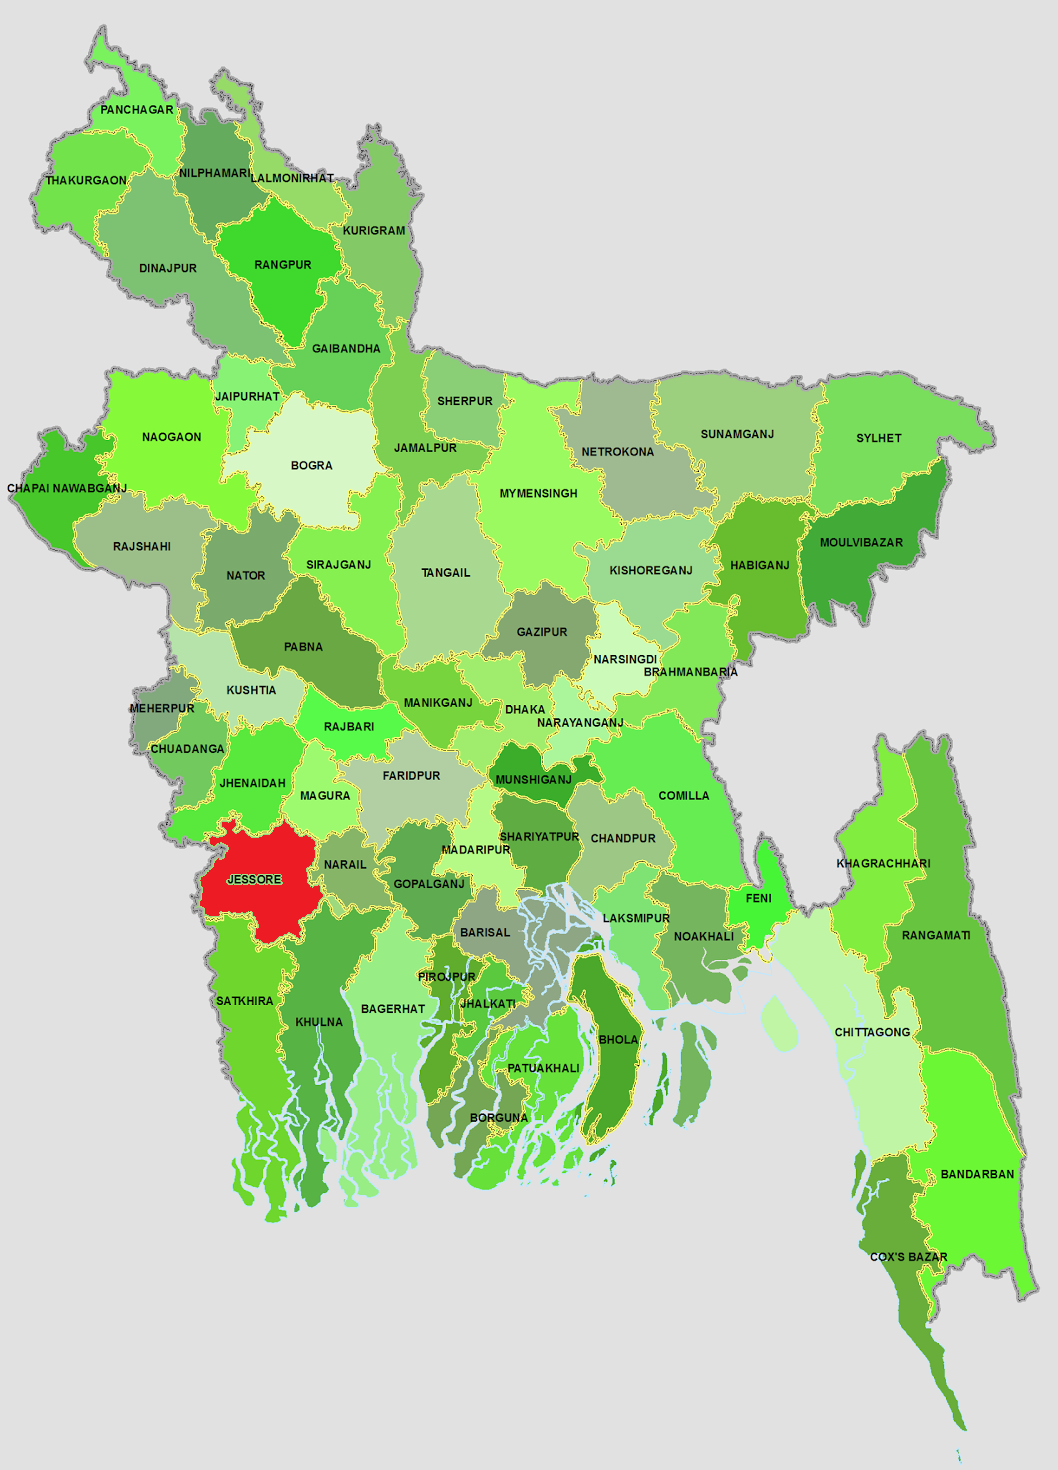 PANCHAGAR
THAKURGAON
NILPHAMARI
LALMONIRHAT
KURIGRAM
DINAJPUR
RANGPUR
GAIBANDHA
JAIPURHAT
SHERPUR
NAOGAON
JAMALPUR
SUNAMGANJ
SYLHET
NETROKONA
BOGRA
CHAPAI NAWABGANJ
MYMENSINGH
RAJSHAHI
MOULVIBAZAR
SIRAJGANJ
HABIGANJ
KISHOREGANJ
NATOR
TANGAIL
GAZIPUR
PABNA
NARSINGDI
BRAHMANBARIA
KUSHTIA
MEHERPUR
MANIKGANJ
DHAKA
NARAYANGANJ
RAJBARI
CHUADANGA
JHENAIDAH
FARIDPUR
MUNSHIGANJ
MAGURA
COMILLA
SHARIYATPUR
CHANDPUR
MADARIPUR
NARAIL
KHAGRACHHARI
JESSORE
GOPALGANJ
FENI
LAKSMIPUR
BARISAL
NOAKHALI
RANGAMATI
PIROJPUR
SATKHIRA
JHALKATI
BAGERHAT
KHULNA
CHITTAGONG
BHOLA
PATUAKHALI
BORGUNA
BANDARBAN
COX'S BAZAR